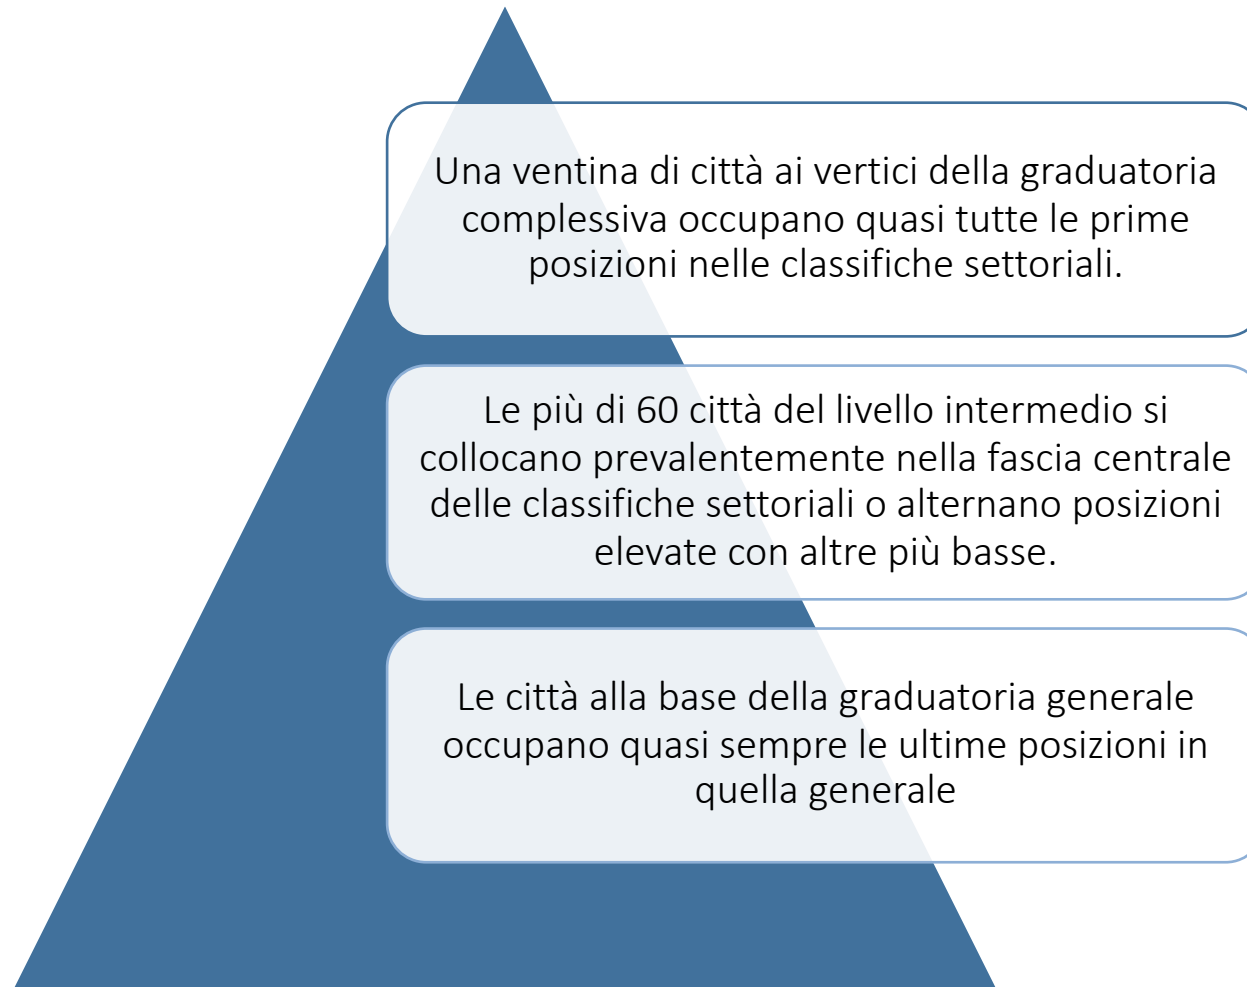 Una ventina di città ai vertici della graduatoria
complessiva occupano quasi tutte le prime
posizioni nelle classifiche settoriali.
Le più di 60 città del livello intermedio si
collocano prevalentemente nella fascia centrale
delle classifiche settoriali o alternano posizioni
elevate con altre più basse.
Le città alla base della graduatoria generale
occupano quasi sempre le ultime posizioni in
quella generale